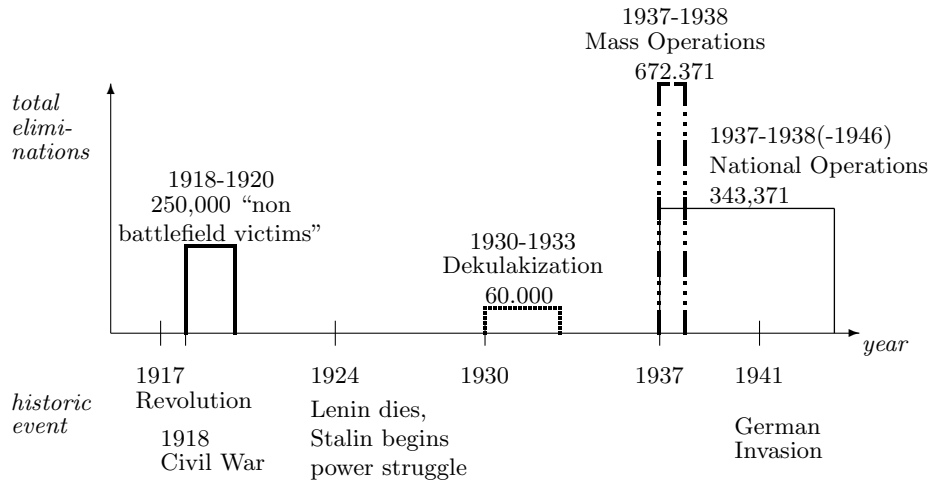 1937-1938
Mass Operations
672.371
total
elimi-
nations
1937-1938(-1946)
National Operations
343,371
1918-1920
250,000 “non
battlefield victims”
1930-1933
Dekulakization
60.000
year
1917
Revolution
1924
1930
1937
1941
historic
event
1918
Civil War
Lenin dies,
Stalin begins
power struggle
German
Invasion